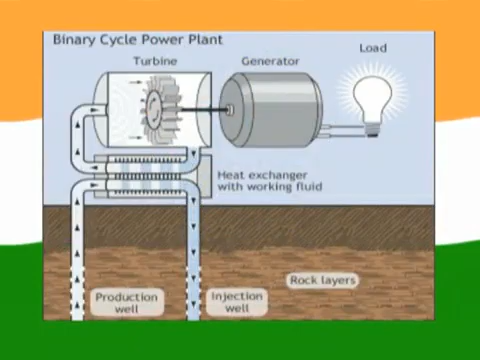 Binary Cycle Power Plant
Load
Turbine
Generator
Heat exchanger
with working fluid
Rock layers
Production
well
Injection
well